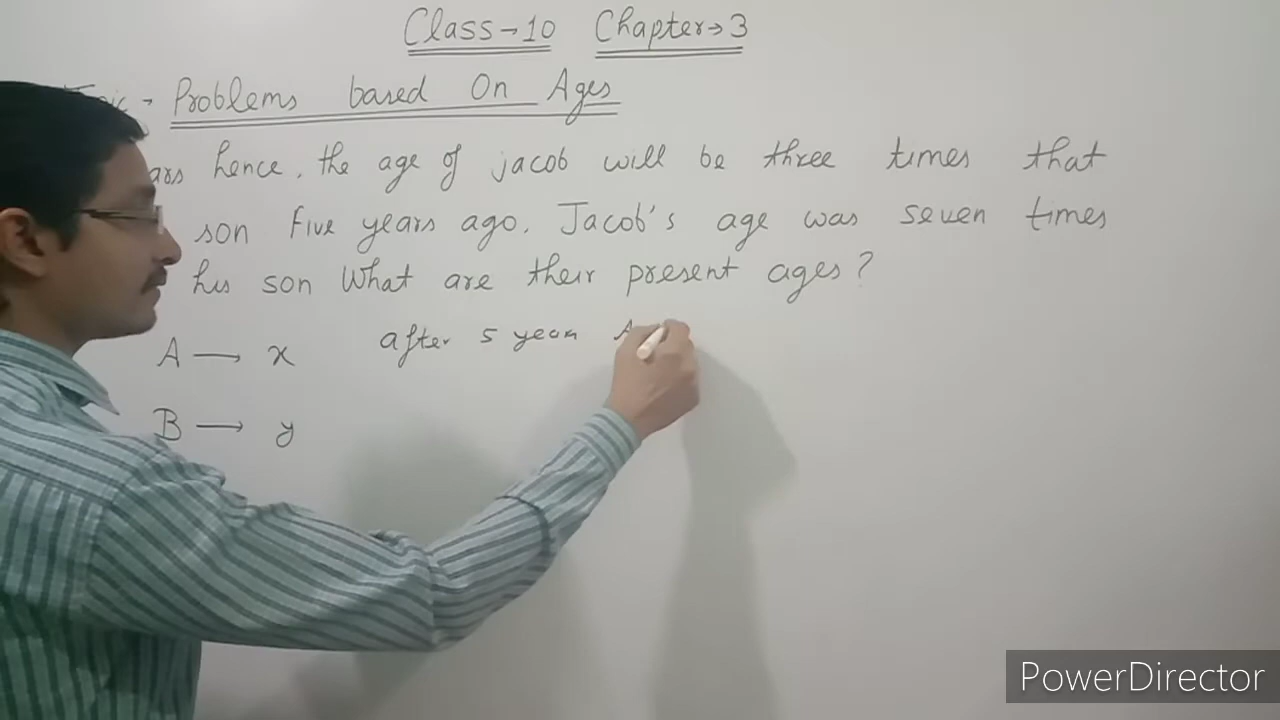 Class→10 Chapter→3
Problems based On Ages
hence, the age of jacob will be three times that
son Five years ago. Jacob's age was seven times
his son What are their present ages?
A → x after 5 years A
B → y
PowerDirector